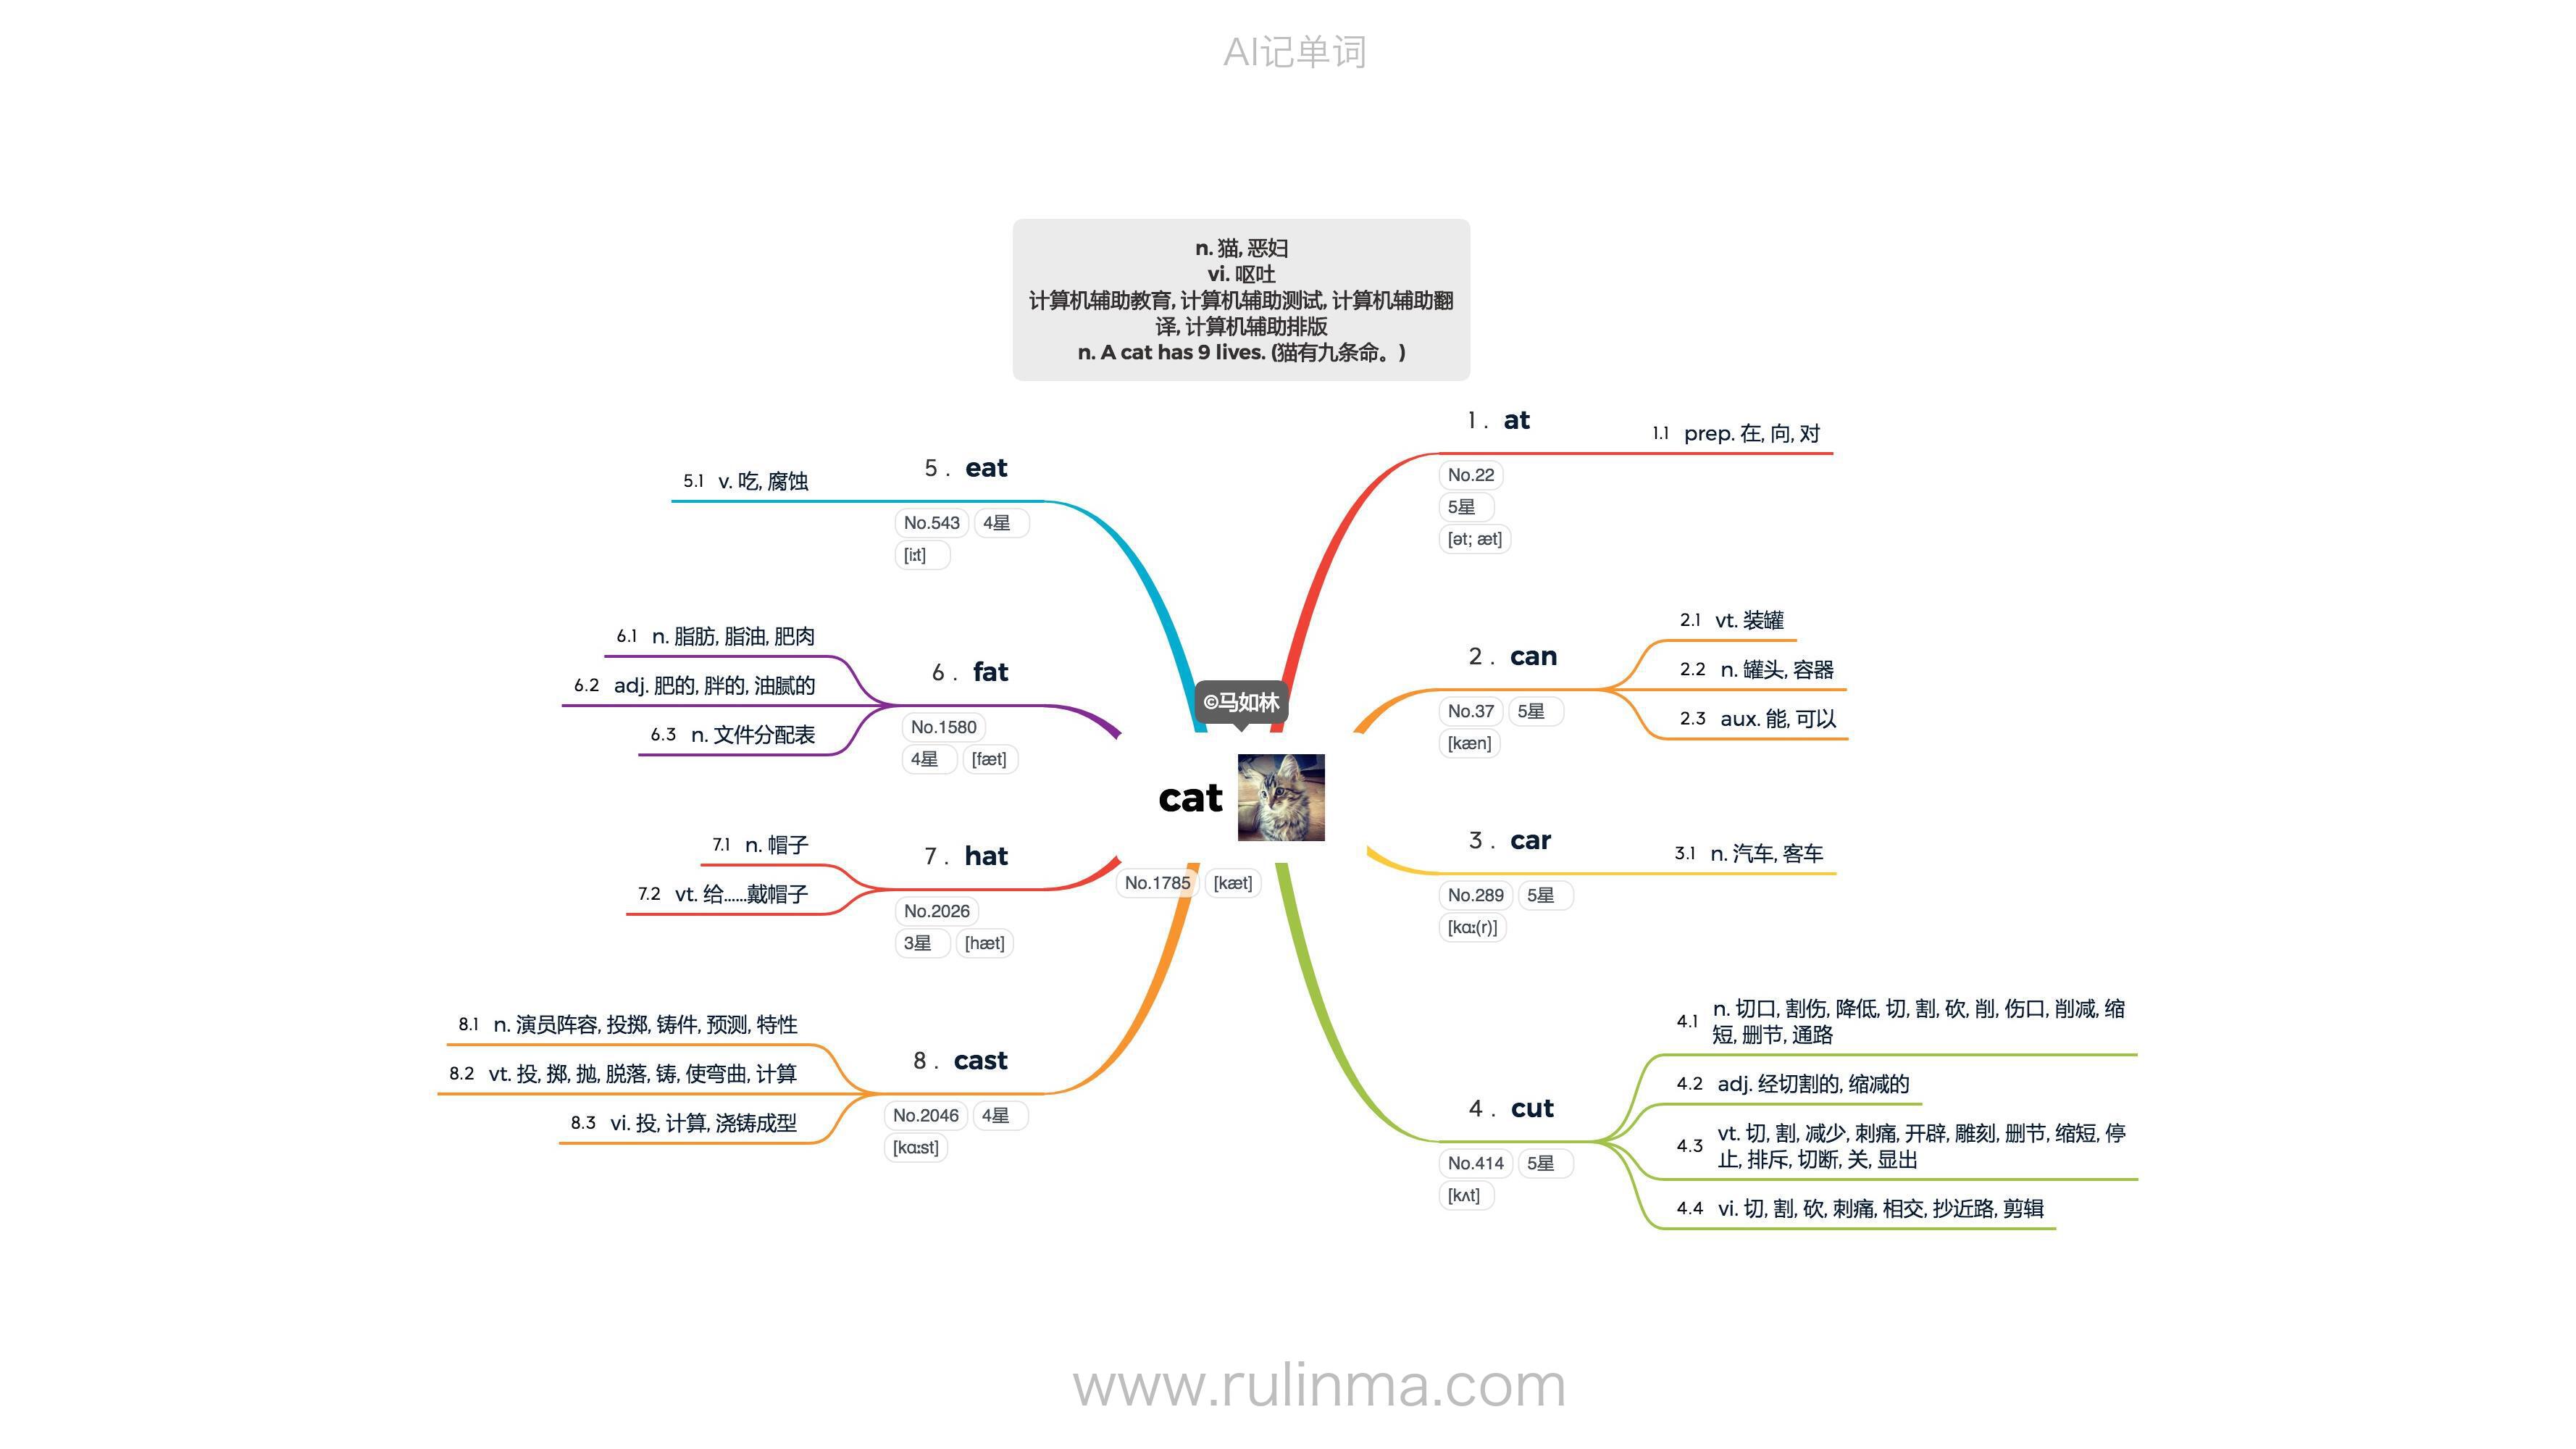 AI记单词
n. 猫, 恶妇
vi. 呕吐
计算机辅助教育, 计算机辅助测试, 计算机辅助翻
译, 计算机辅助排版
n. A cat has 9 lives. (猫有九条命。)
©马如林
cat
No.1785 [kæt]
1 . at
No.22
5星
[ət; æt]
1.1 prep. 在, 向, 对
2 . can
No.37 5星
[kæn]
2.1 vt. 装罐
2.2 n. 罐头, 容器
2.3 aux. 能, 可以
3 . car
No.289 5星
[kɑː(r)]
3.1 n. 汽车, 客车
4 . cut
No.414 5星
[kʌt]
4.1 n. 切口, 割伤, 降低, 切, 割, 砍, 削, 伤口, 削减, 缩
短, 删节, 通路
4.2 adj. 经切割的, 缩减的
4.3 vt. 切, 割, 减少, 刺痛, 开辟, 雕刻, 删节, 缩短, 停
止, 排斥, 切断, 关, 显出
4.4 vi. 切, 割, 砍, 刺痛, 相交, 抄近路, 剪辑
5 . eat
No.543 4星
[iːt]
5.1 v. 吃, 腐蚀
6 . fat
No.1580
4星 [fæt]
6.1 n. 脂肪, 脂油, 肥肉
6.2 adj. 肥的, 胖的, 油腻的
6.3 n. 文件分配表
7 . hat
No.2026
3星 [hæt]
7.1 n. 帽子
7.2 vt. 给……戴帽子
8 . cast
No.2046 4星
[kɑːst]
8.1 n. 演员阵容, 投掷, 铸件, 预测, 特性
8.2 vt. 投, 掷, 抛, 脱落, 铸, 使弯曲, 计算
8.3 vi. 投, 计算, 浇铸成型
www.rulinma.com